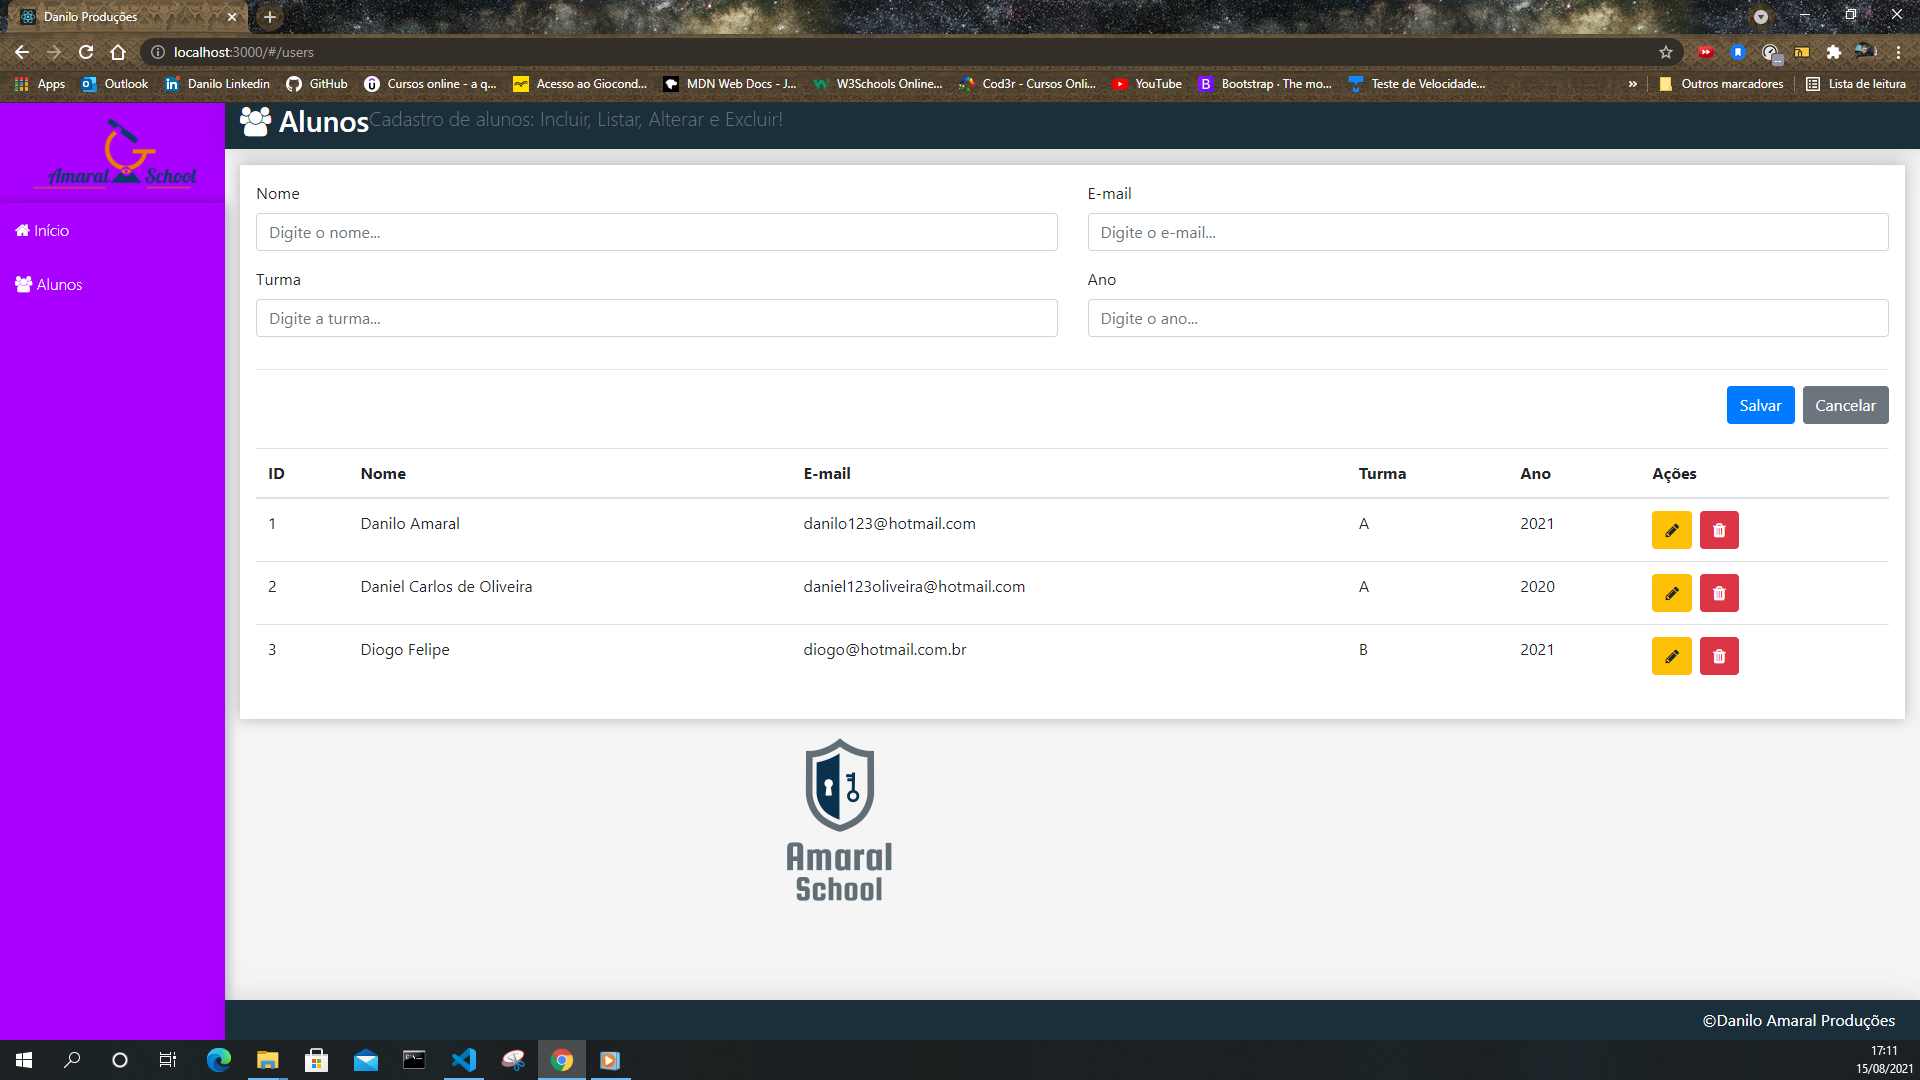 Danilo Produções
localhost:3000/#/users
Apps
Outlook
Danilo Linkedin
GitHub
Cursos online - a q...
Acesso ao Giocond...
MDN Web Docs - J...
W3Schools Online...
Cod3r - Cursos Onli...
YouTube
Bootstrap · The mo...
Teste de Velocidade...
»
Outros marcadores
Lista de leitura
Amaral School
Início
Alunos
Alunos Cadastro de alunos: Incluir, Listar, Alterar e Excluir!
Nome
E-mail
Digite o nome...
Digite o e-mail...
Turma
Ano
Digite a turma...
Digite o ano...
Salvar
Cancelar
ID Nome E-mail Turma Ano Ações
1 Danilo Amaral danilo123@hotmail.com A 2021
2 Daniel Carlos de Oliveira daniel123oliveira@hotmail.com A 2020
3 Diogo Felipe diogo@hotmail.com.br B 2021
Amaral
School
©Danilo Amaral Produções
17:11
15/08/2021